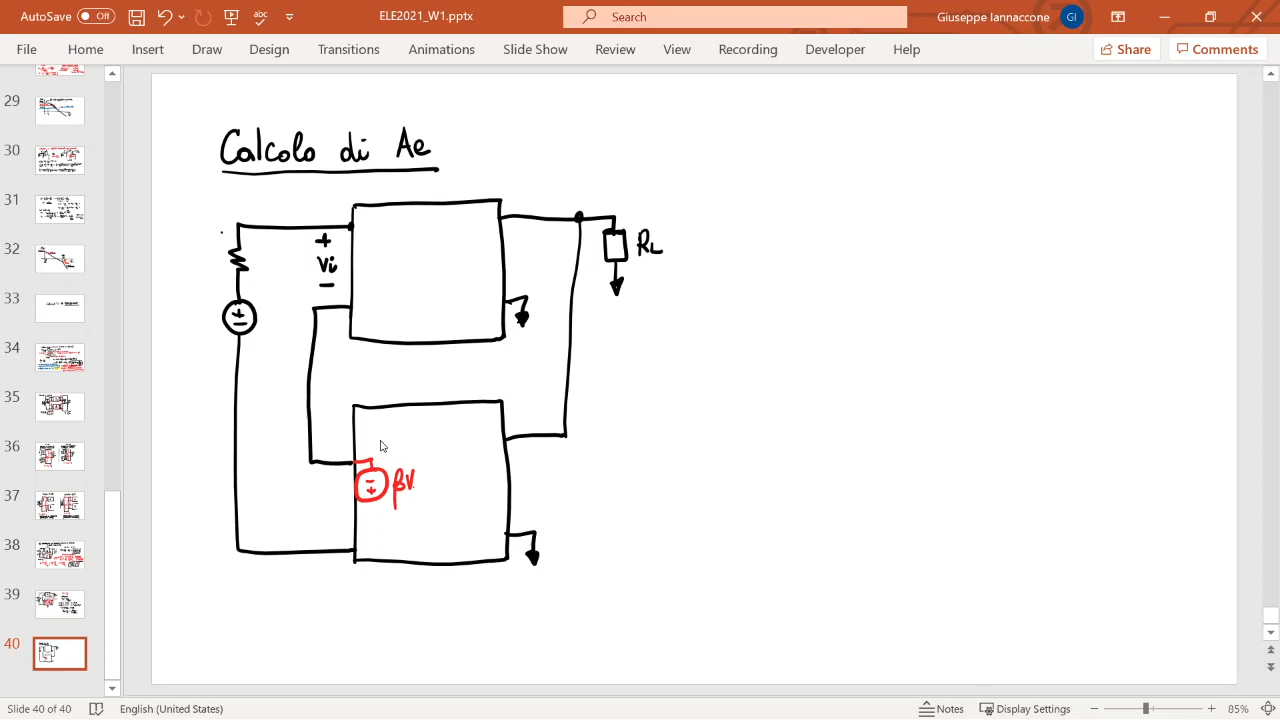 AutoSave Off
ELE2021_W1.pptx
Search
Giuseppe Iannaccone GI
File Home Insert Draw Design Transitions Animations Slide Show Review View Recording Developer Help Share Comments
29
30
31
32
33
34
35
36
37
38
39
40
Calcolo di Ae
+
Vi
−
RL
+
−
−
+
βV
Slide 40 of 40 English (United States) Notes Display Settings − + 85%